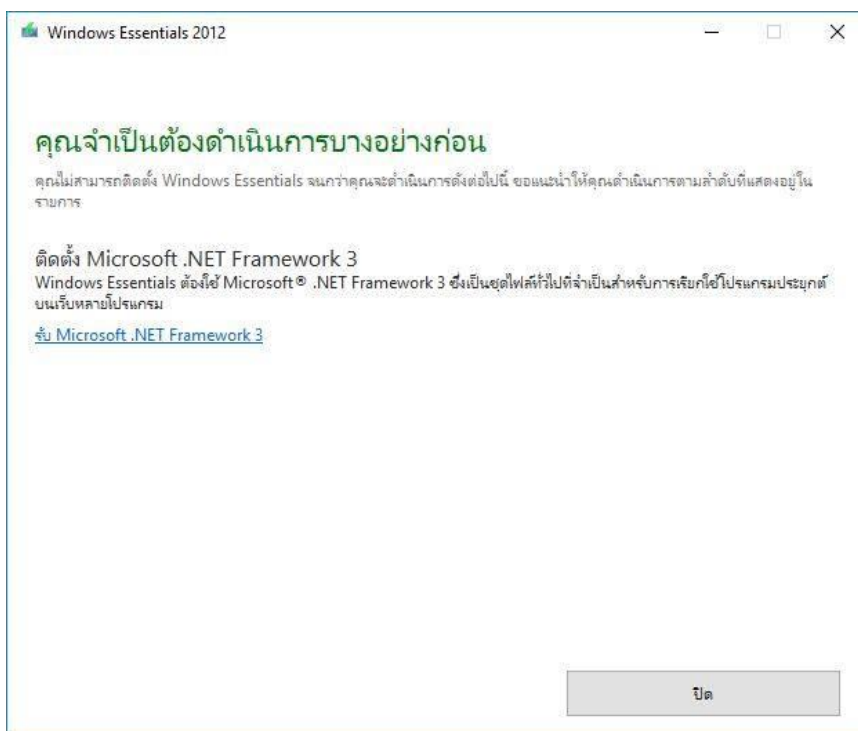 Windows Essentials 2012
คุณจำเป็นต้องดำเนินการบางอย่างก่อน
คุณไม่สามารถติดตั้ง Windows Essentials จนกว่าคุณจะดำเนินการดังต่อไปนี้ ขอแนะนำให้คุณดำเนินการตามลำดับที่แสดงอยู่ใน
รายการ
ติดตั้ง Microsoft .NET Framework 3
Windows Essentials ต้องใช้ Microsoft® .NET Framework 3 ซึ่งเป็นชุดไฟล์ทั่วไปที่จำเป็นสำหรับการเรียกใช้โปรแกรมประยุกต์
บนเว็บหลายโปรแกรม
รับ Microsoft .NET Framework 3
ปิด